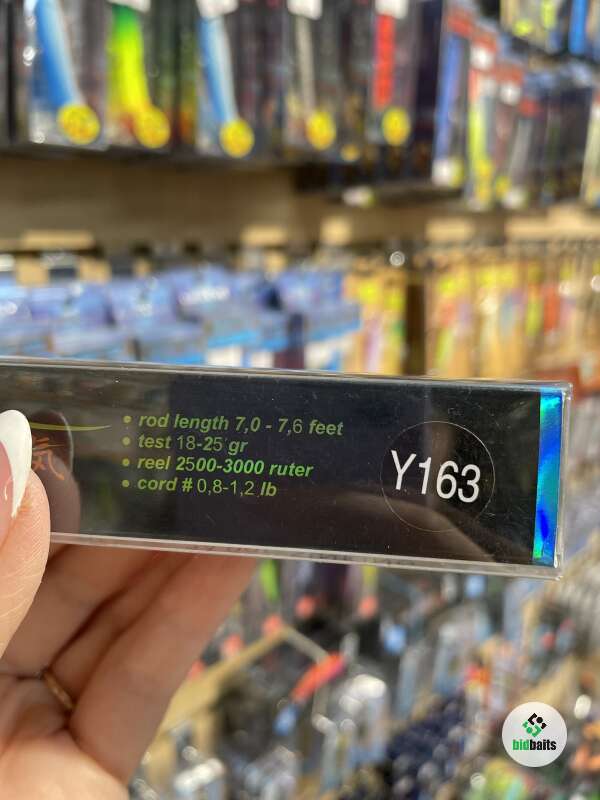 • rod length 7,0 - 7,6 feet
• test 18-25 gr
• reel 2500-3000 ruter
• cord # 0,8-1,2 lb
Y163
気
bidbaits